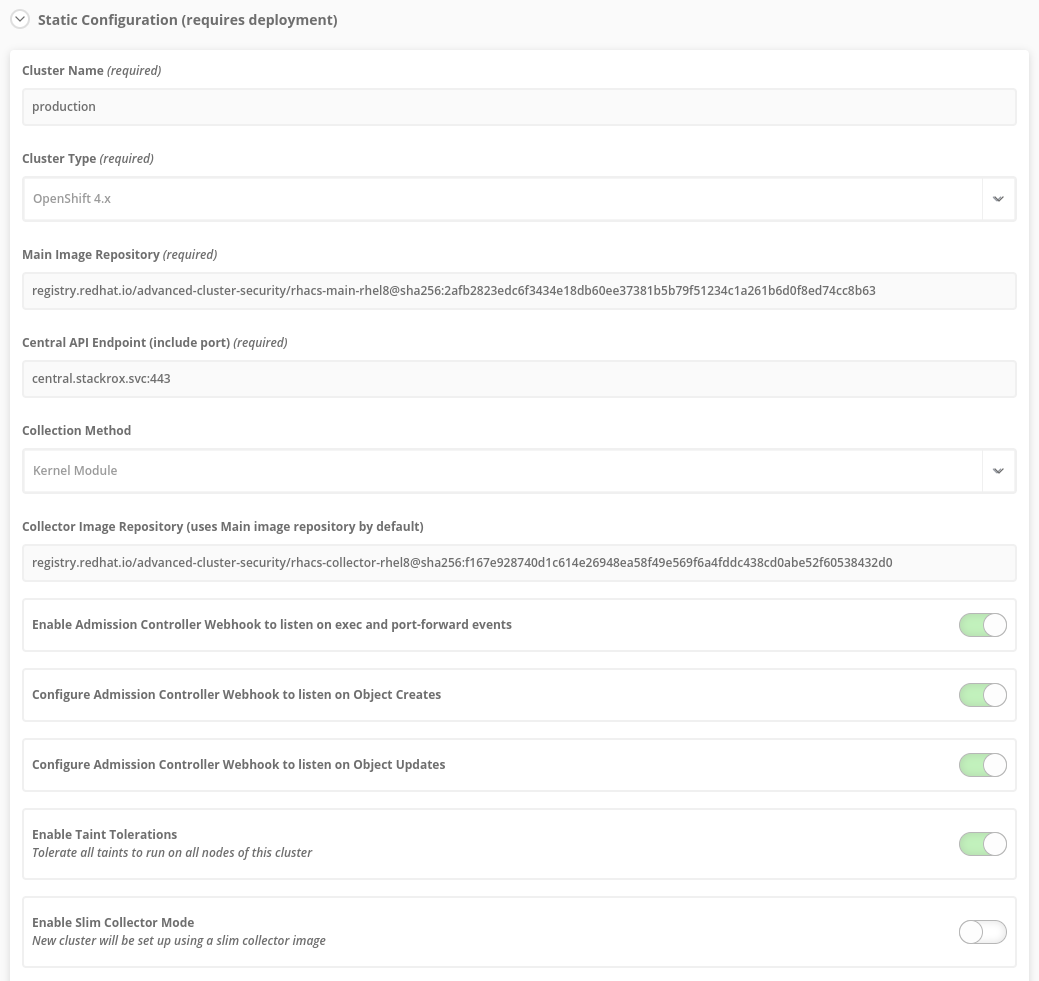 Static Configuration (requires deployment)
Cluster Name (required)
production
Cluster Type (required)
OpenShift 4.x
Main Image Repository (required)
registry.redhat.io/advanced-cluster-security/rhacs-main-rhel8@sha256:2afb2823edc6f3434e18db60ee37381b5b79f51234c1a261b6d0f8ed74cc8b63
Central API Endpoint (include port) (required)
central.stackrox.svc:443
Collection Method
Kernel Module
Collector Image Repository (uses Main image repository by default)
registry.redhat.io/advanced-cluster-security/rhacs-collector-rhel8@sha256:f167e928740d1c614e26948ea58f49e569f6a4fddc438cd0abe52f60538432d0
Enable Admission Controller Webhook to listen on exec and port-forward events
Configure Admission Controller Webhook to listen on Object Creates
Configure Admission Controller Webhook to listen on Object Updates
Enable Taint Tolerations
Tolerate all taints to run on all nodes of this cluster
Enable Slim Collector Mode
New cluster will be set up using a slim collector image